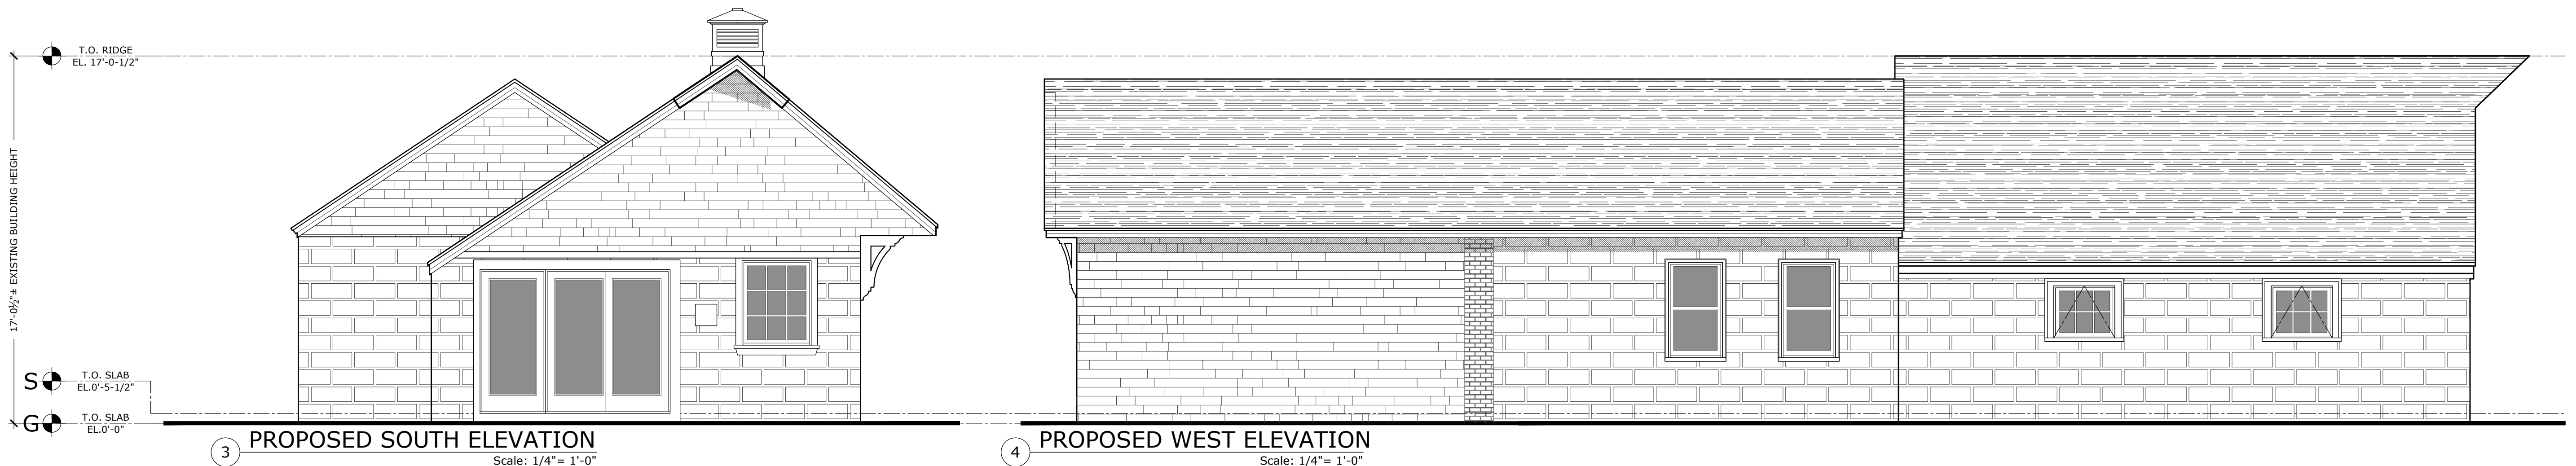 T.O. RIDGE
EL. 17'-0-1/2"
17'-0½"± EXISTING BUILDING HEIGHT
S
T.O. SLAB
EL.0'-5-1/2"
G
T.O. SLAB
EL.0'-0"
3
PROPOSED SOUTH ELEVATION
Scale: 1/4"= 1'-0"
4
PROPOSED WEST ELEVATION
Scale: 1/4"= 1'-0"